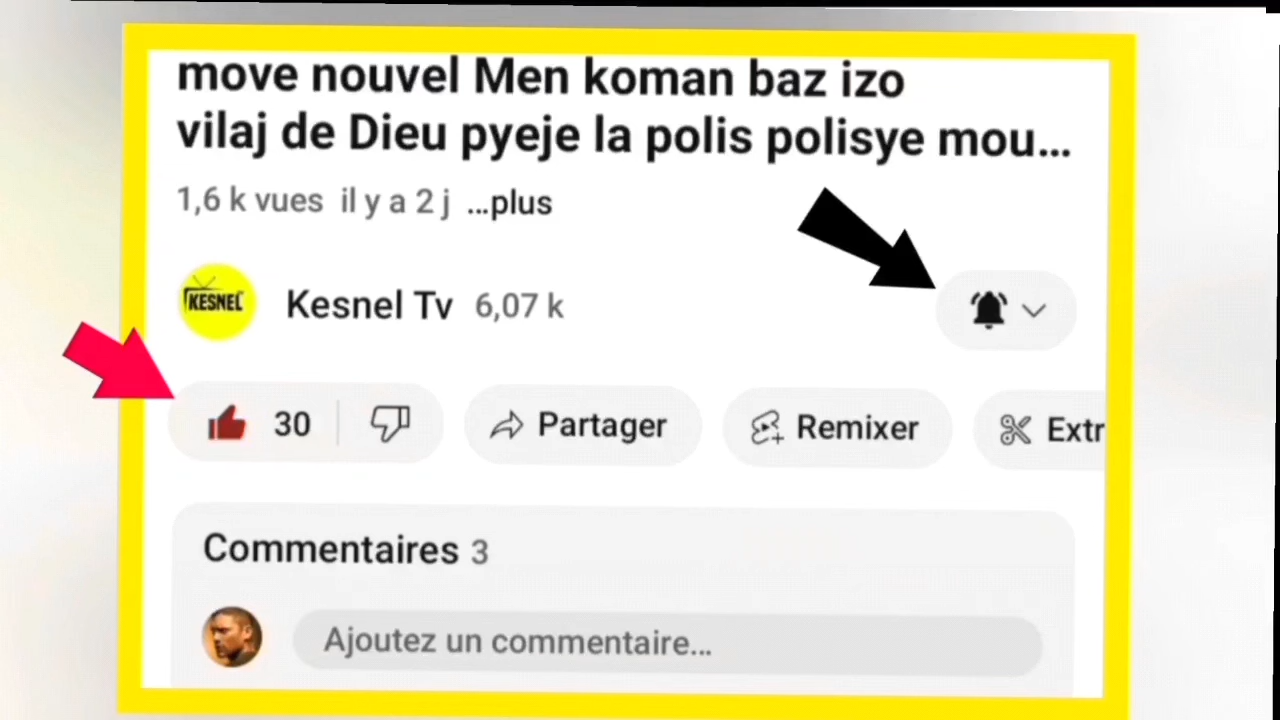 move nouvel Men koman baz izo
vilaj de Dieu pyeje la polis polisye mou...
1,6 k vues il y a 2 j ...plus
KESNEL
Kesnel Tv 6,07 k
30 Partager Remixer Extr
Commentaires 3
Ajoutez un commentaire...